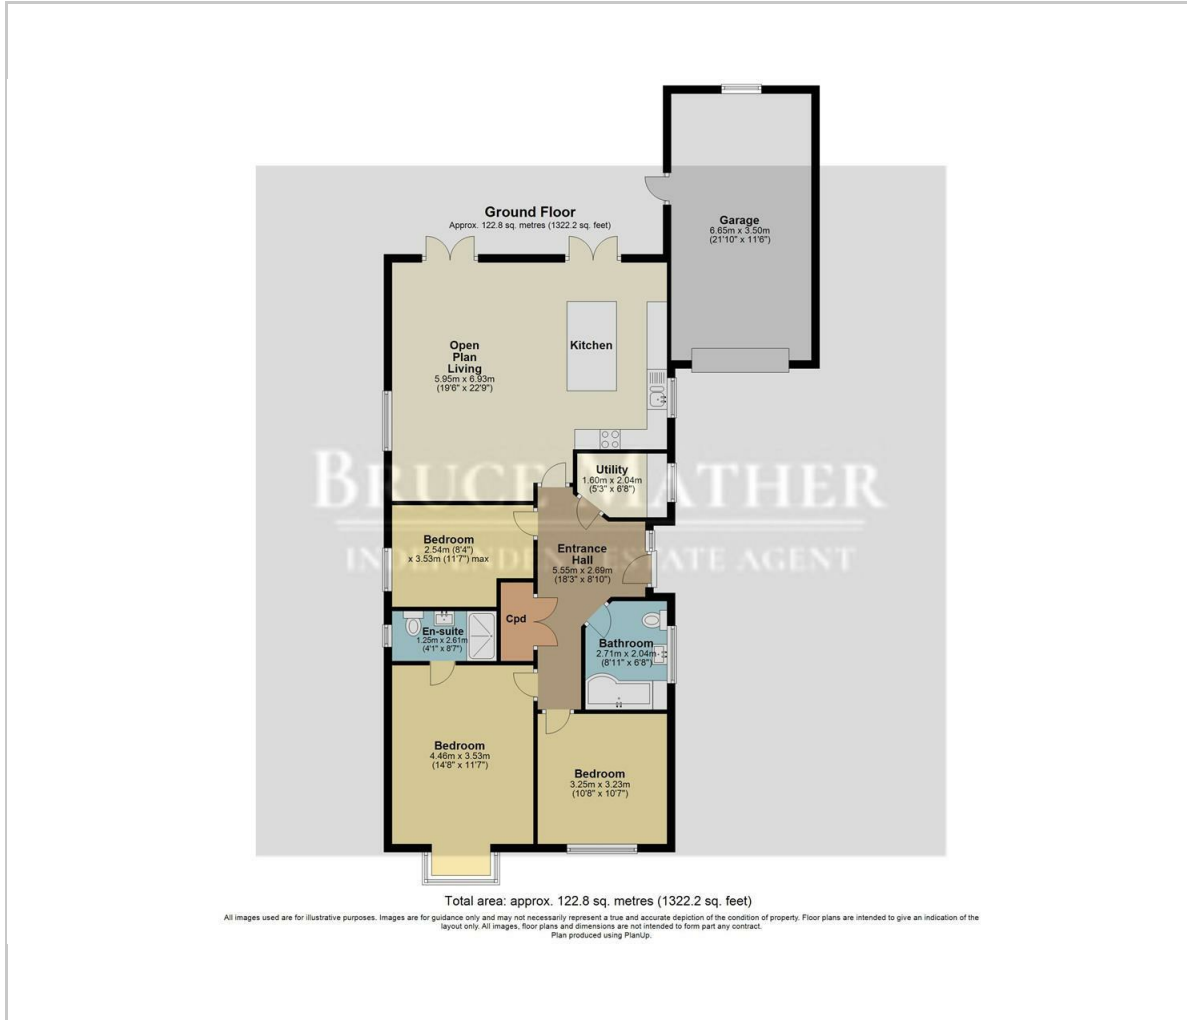 Ground Floor
Approx. 122.8 sq. metres (1322.2 sq. feet)
Garage
6.65m x 3.50m
(21'10" x 11'6")
Open
Plan
Living
5.95m x 6.93m
(19'6" x 22'9")
Kitchen
Utility
1.60m x 2.04m
(5'3" x 6'8")
BRUCE MATHER
INDEPENDENT ESTATE AGENT
Bedroom
2.54m (8'4")
x 3.53m (11'7") max
Entrance
Hall
5.55m x 2.69m
(18'3" x 8'10")
Cpd
En-suite
1.25m x 2.61m
(4'1" x 8'7")
Bathroom
2.71m x 2.04m
(8'11" x 6'8")
Bedroom
4.46m x 3.53m
(14'8" x 11'7")
Bedroom
3.25m x 3.23m
(10'8" x 10'7")
Total area: approx. 122.8 sq. metres (1322.2 sq. feet)
All images used are for illustrative purposes. Images are for guidance only and may not necessarily represent a true and accurate depiction of the condition of property. Floor plans are intended to give an indication of the
layout only. All images, floor plans and dimensions are not intended to form part any contract.
Plan produced using PlanUp.